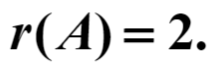 r(A) = 2.